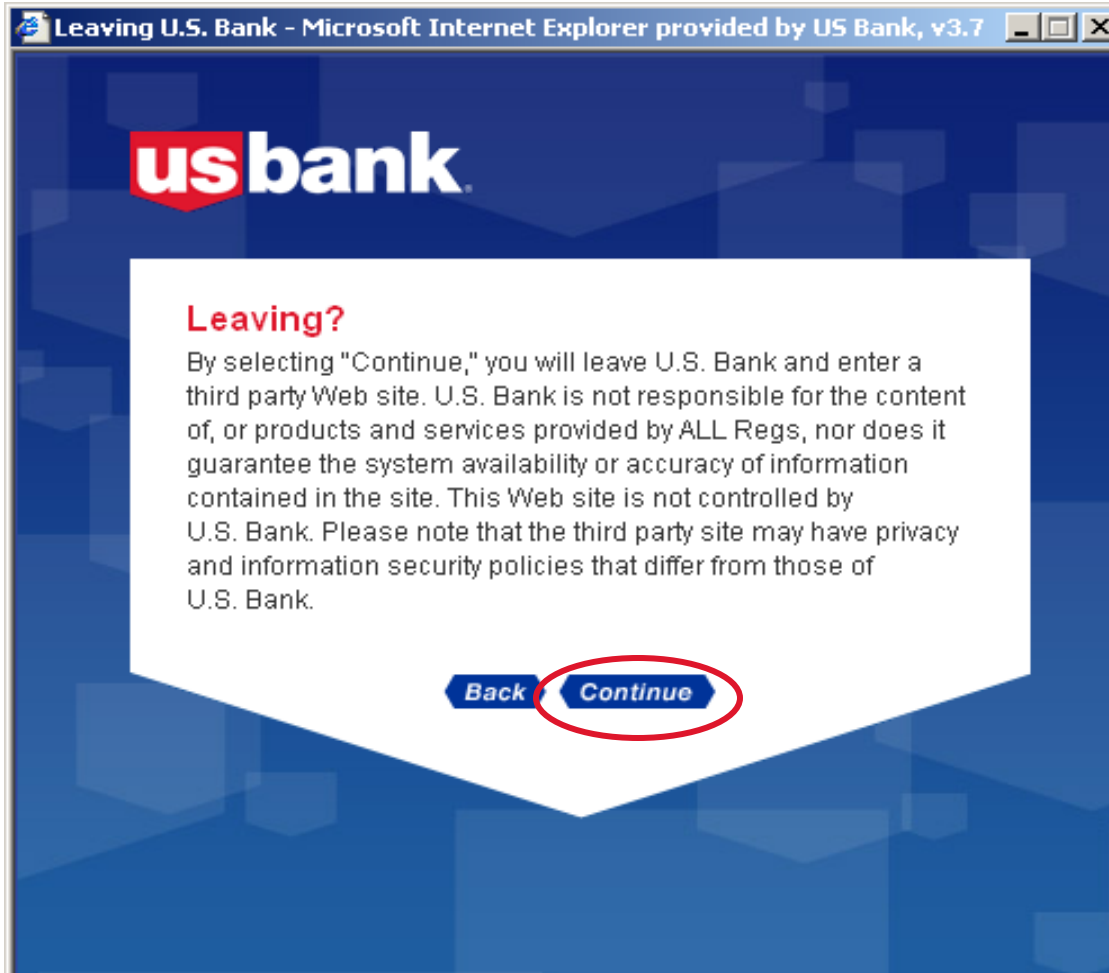 Leaving U.S. Bank - Microsoft Internet Explorer provided by US Bank, v3.7
usbank.
Leaving?
By selecting "Continue," you will leave U.S. Bank and enter a
third party Web site. U.S. Bank is not responsible for the content
of, or products and services provided by ALL Regs, nor does it
guarantee the system availability or accuracy of information
contained in the site. This Web site is not controlled by
U.S. Bank. Please note that the third party site may have privacy
and information security policies that differ from those of
U.S. Bank.
Back Continue